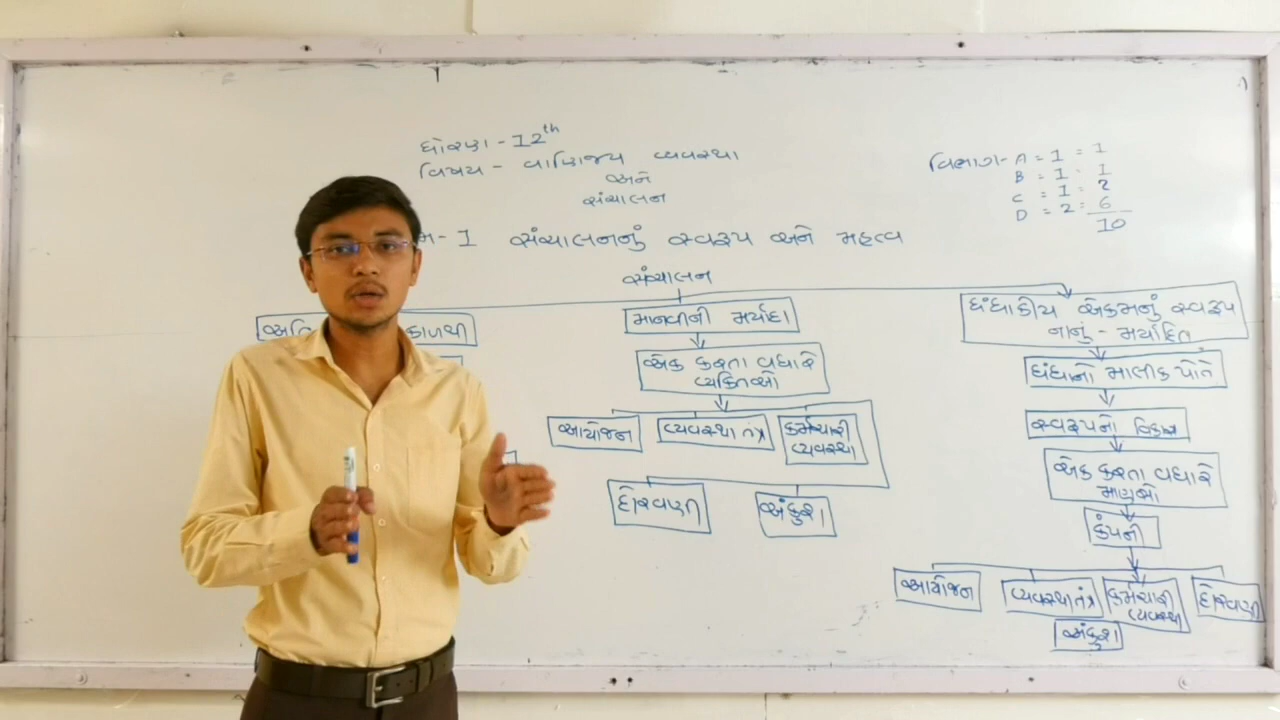 ધોરણ - 12th
વિષય - વાણિજ્ય વ્યવસ્થા
અને
સંચાલન
વિભાગ- A = 1 = 1
B = 1 = 1
C = 1 = 2
D = 2 = 6
10
- 1 સંચાલનનું સ્વરૂપ અને મહત્વ
સંચાલન
કાળથી
માનવીની મર્યાદા
એક કરતા વધારે
વ્યક્તિઓ
આયોજન
વ્યવસ્થાતંત્ર
કર્મચારી
વ્યવસ્થા
દોરવણી
અંકુશ
ધંધાકીય એકમનું સ્વરૂપ
નાનું - મર્યાદિત
ધંધાનો માલીક પોતે
સ્વરૂપનો વિકાસ
એક કરતા વધારે
માણસો
કંપની
આયોજન
વ્યવસ્થાતંત્ર
કર્મચારી
વ્યવસ્થા
દોરવણી
અંકુશ